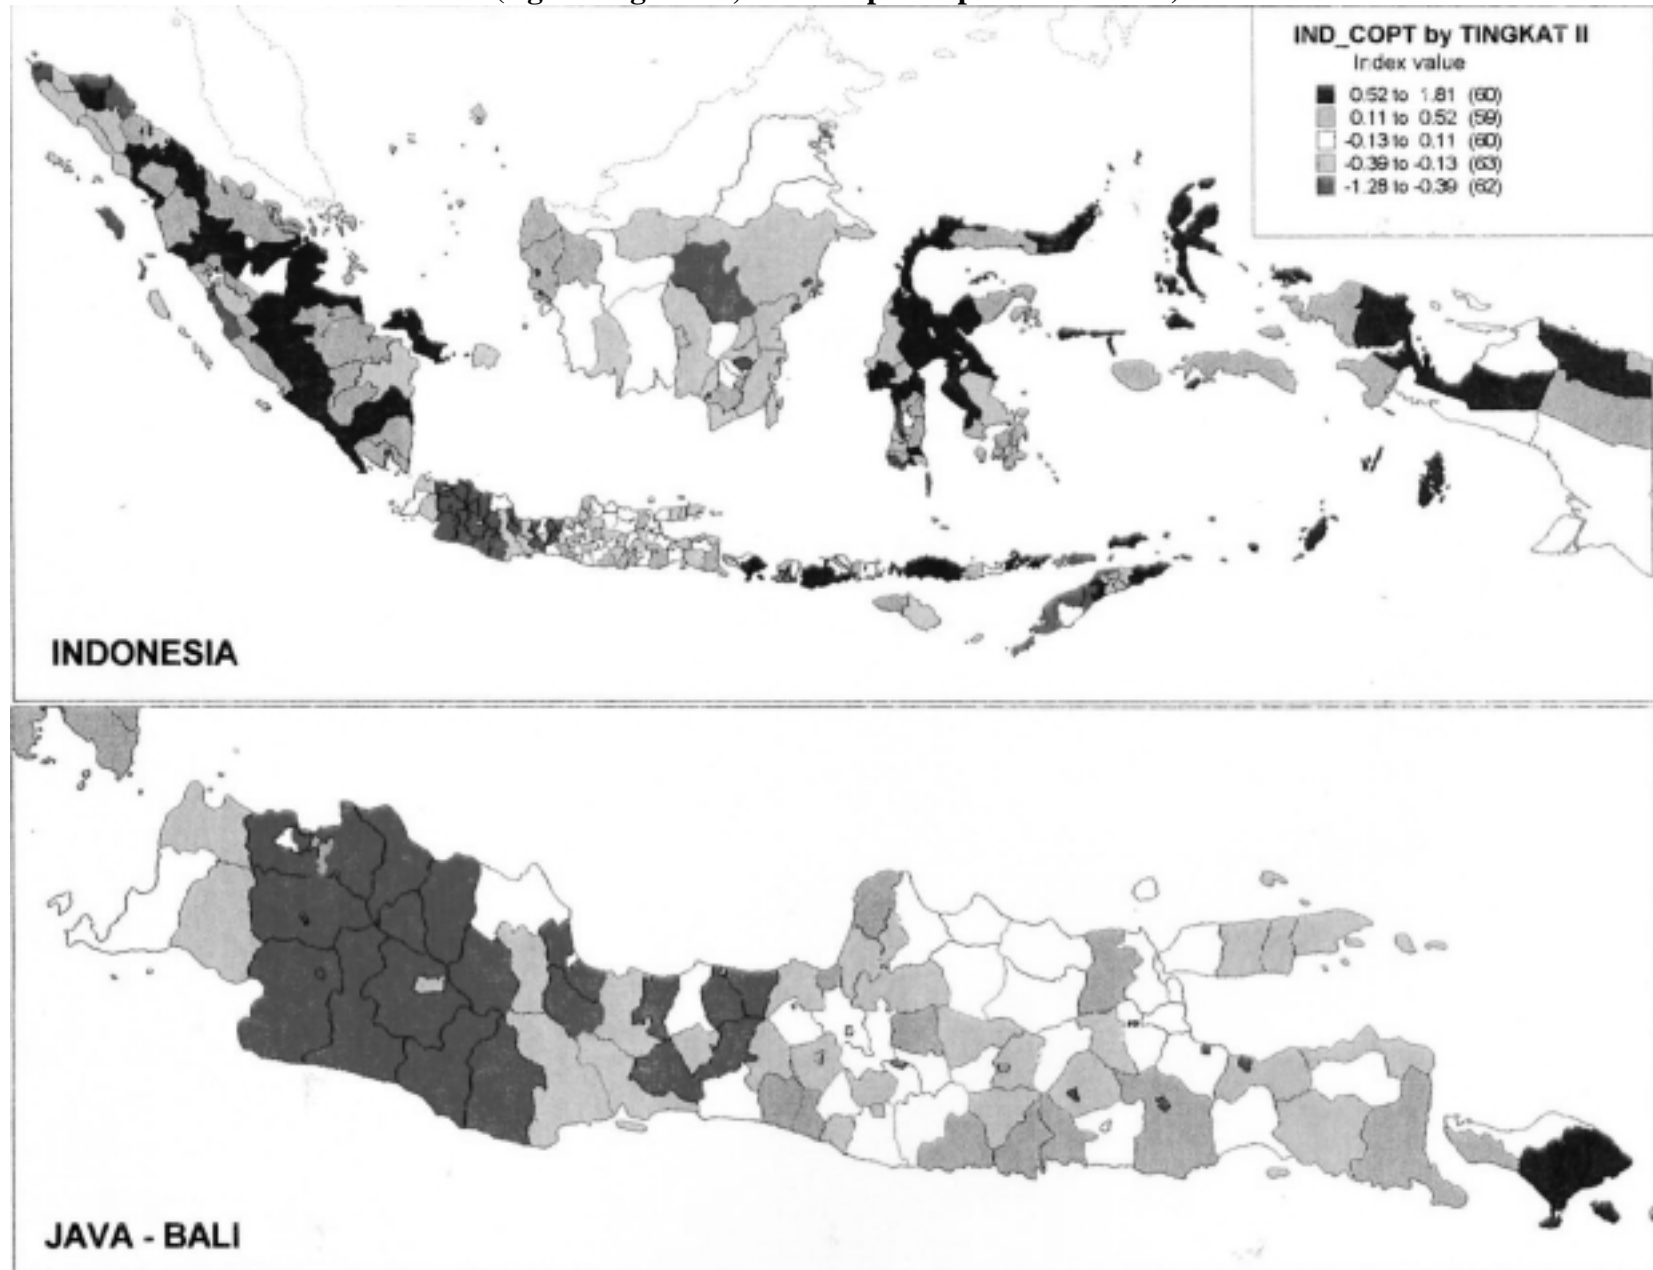 IND_COPT by TINGKAT II
Index value
0.52 to 1.81 (60)
0.11 to 0.52 (59)
-0.13 to 0.11 (60)
-0.39 to -0.13 (63)
-1.28 to -0.39 (62)
INDONESIA
JAVA - BALI